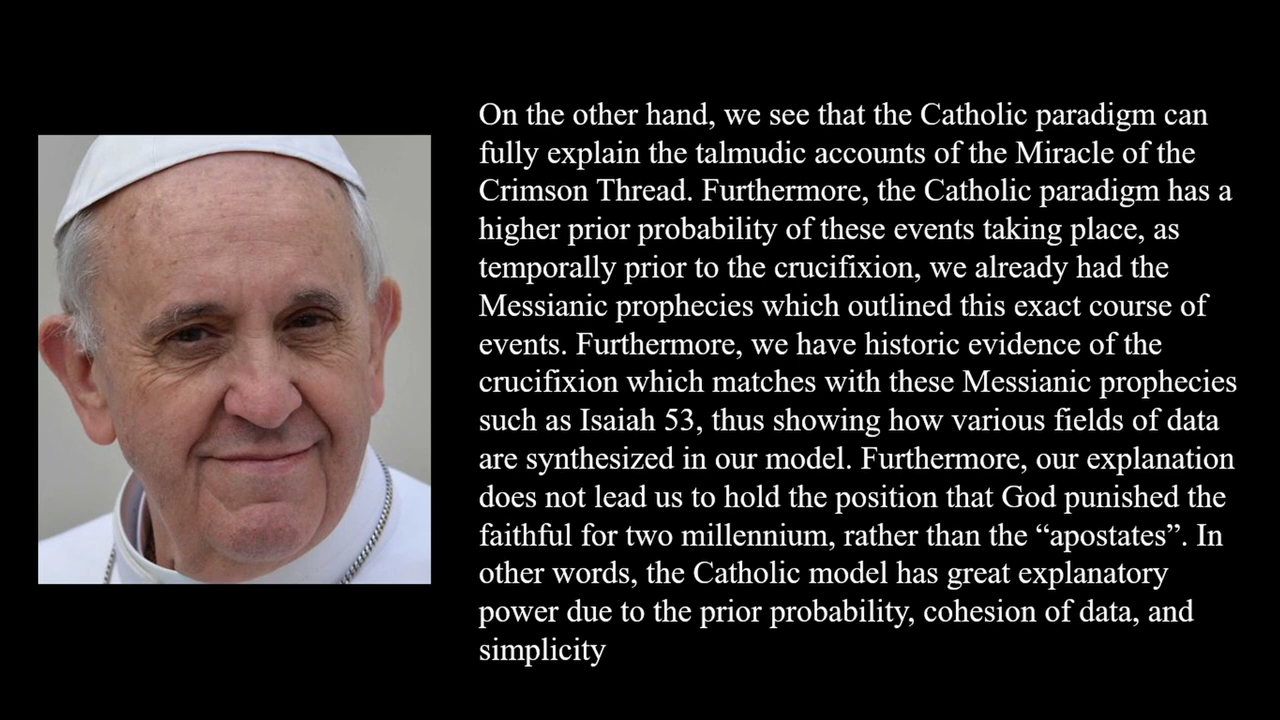 On the other hand, we see that the Catholic paradigm can
fully explain the talmudic accounts of the Miracle of the
Crimson Thread. Furthermore, the Catholic paradigm has a
higher prior probability of these events taking place, as
temporally prior to the crucifixion, we already had the
Messianic prophecies which outlined this exact course of
events. Furthermore, we have historic evidence of the
crucifixion which matches with these Messianic prophecies
such as Isaiah 53, thus showing how various fields of data
are synthesized in our model. Furthermore, our explanation
does not lead us to hold the position that God punished the
faithful for two millennium, rather than the “apostates”. In
other words, the Catholic model has great explanatory
power due to the prior probability, cohesion of data, and
simplicity